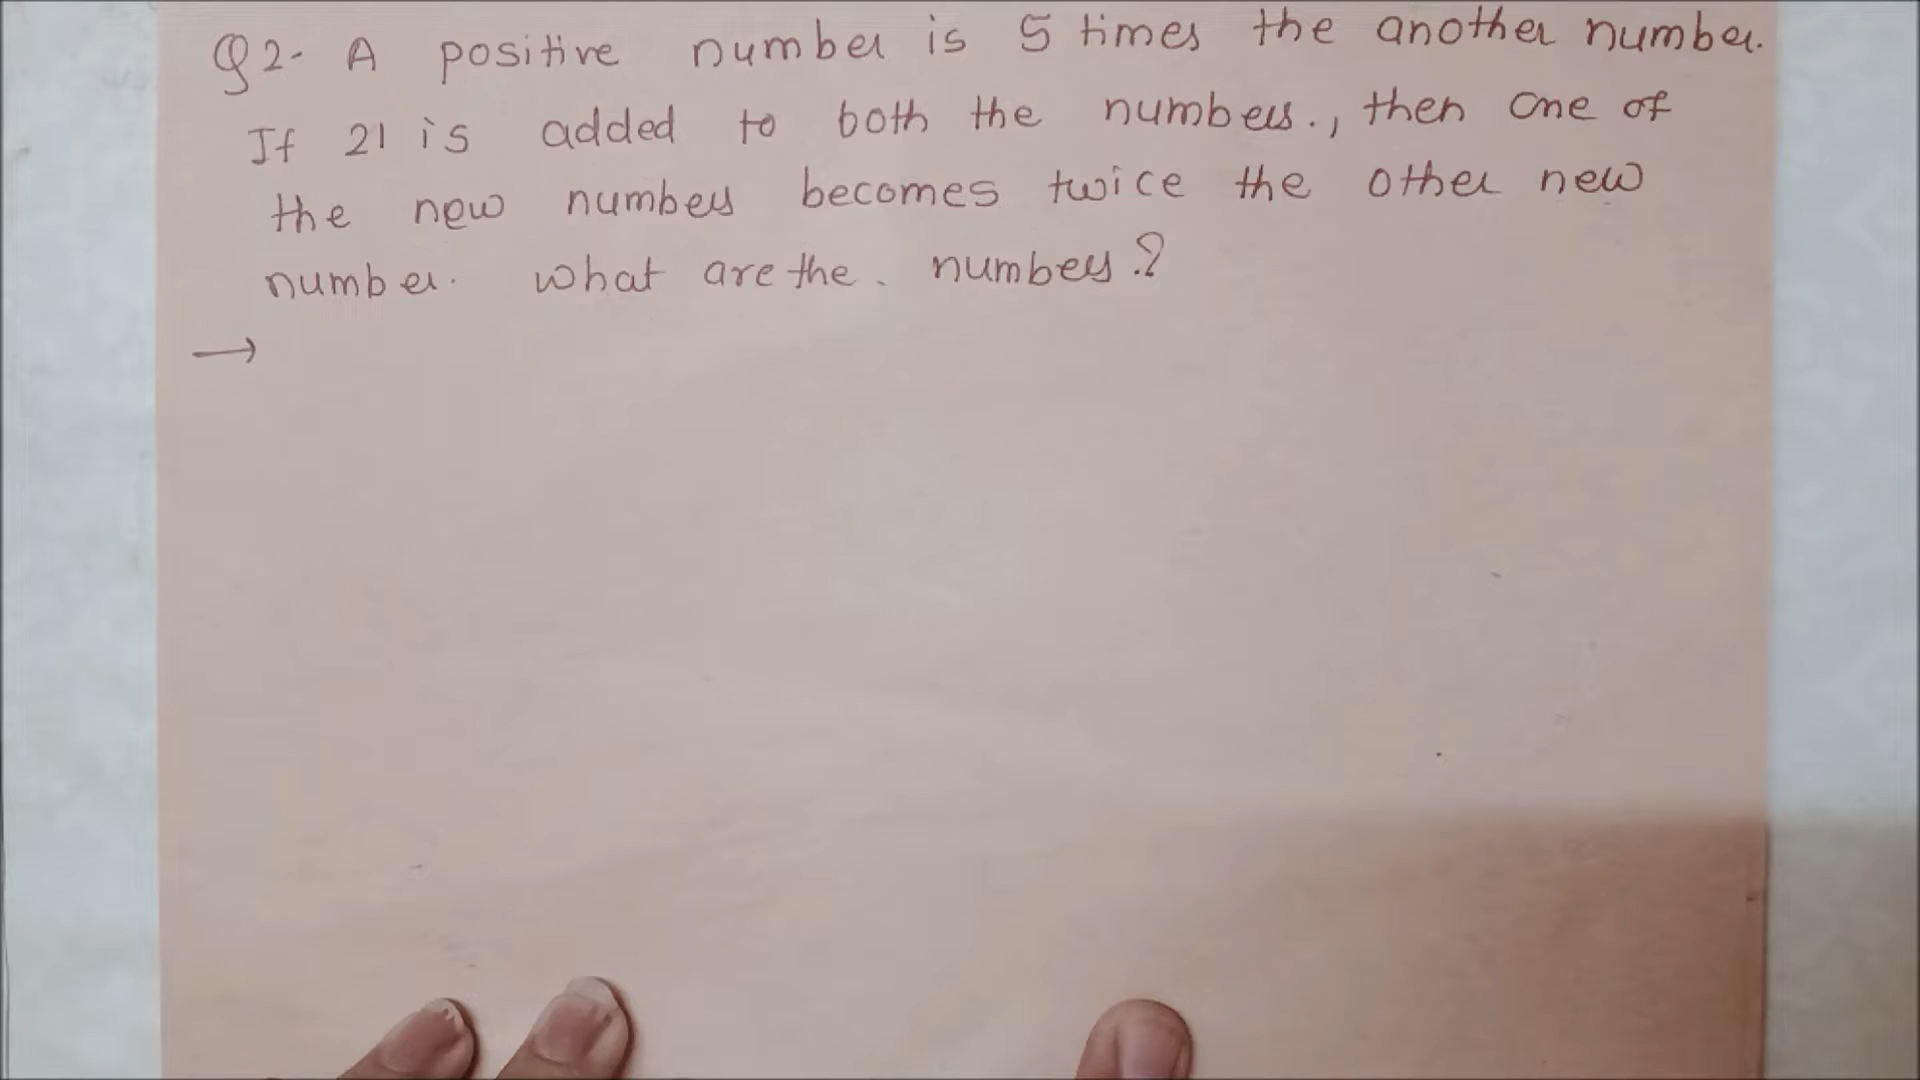 Q2- A positive number is 5 times the another number.
If 21 is added to both the numbers., then one of
the new numbers becomes twice the other new
number. what are the. numbers?
→